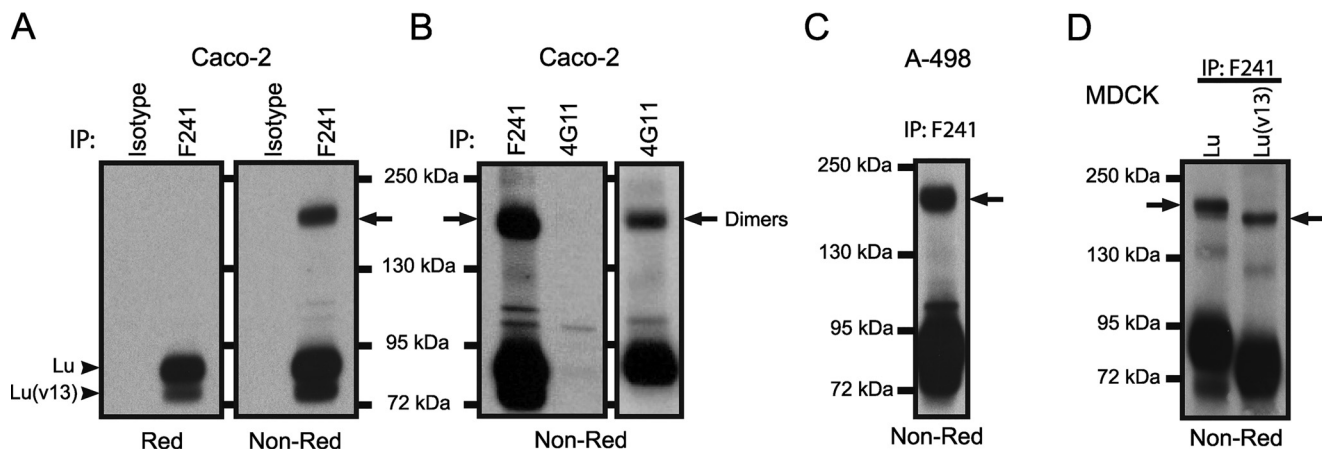 A
Caco-2
IP:
Isotype
F241
Isotype
F241
Lu
Lu(v13)
Red
Non-Red
250 kDa
130 kDa
95 kDa
72 kDa
B
Caco-2
IP:
F241
4G11
4G11
Dimers
Non-Red
C
A-498
IP: F241
250 kDa
130 kDa
95 kDa
72 kDa
Non-Red
D
IP: F241
MDCK
Lu
Lu(v13)
250 kDa
130 kDa
95 kDa
72 kDa
Non-Red